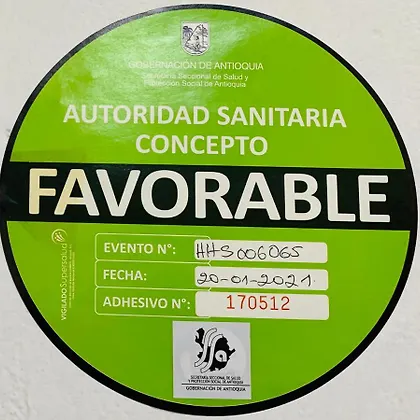 GOBERNACIÓN DE ANTIOQUIA
Secretaría Seccional de Salud y
Protección Social de Antioquia
AUTORIDAD SANITARIA
CONCEPTO
FAVORABLE
EVENTO N°: HHS006065
FECHA: 20-01-2021.
ADHESIVO N°: 170512
VIGILADO Supersalud
SECRETARÍA SECCIONAL DE SALUD
Y PROTECCIÓN SOCIAL DE ANTIOQUIA
GOBERNACIÓN DE ANTIOQUIA